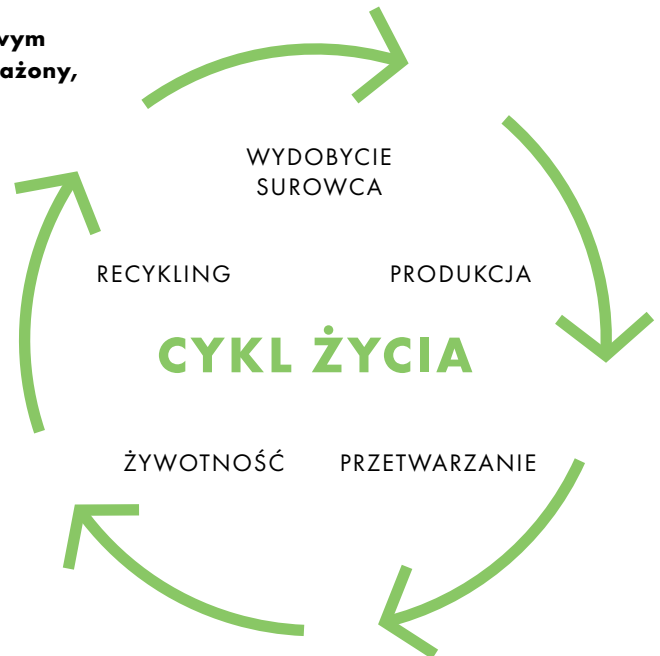 WYDOBYCIE
SUROWCA
RECYKLING
PRODUKCJA
CYKL ŻYCIA
ŻYWOTNOŚĆ
PRZETWARZANIE